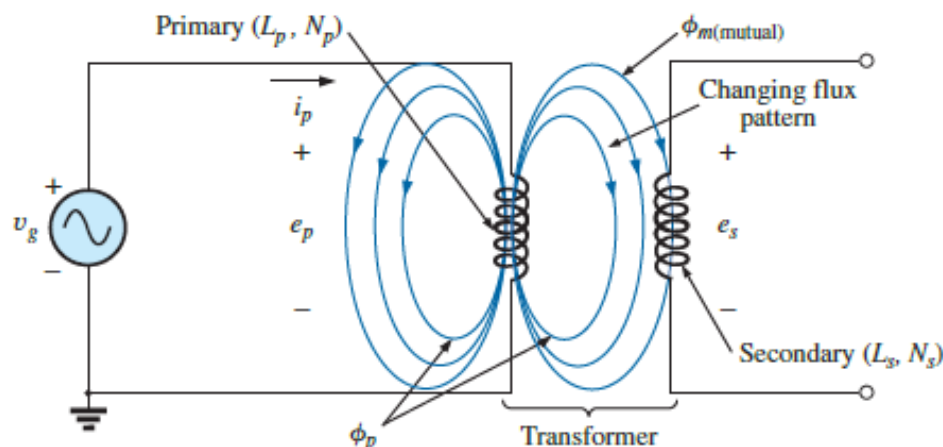 Primary (Lp, Np)
ϕm(mutual)
Changing flux
pattern
ip
+
+
+
vg
ep
es
−
−
−
Secondary (Ls, Ns)
ϕp
Transformer